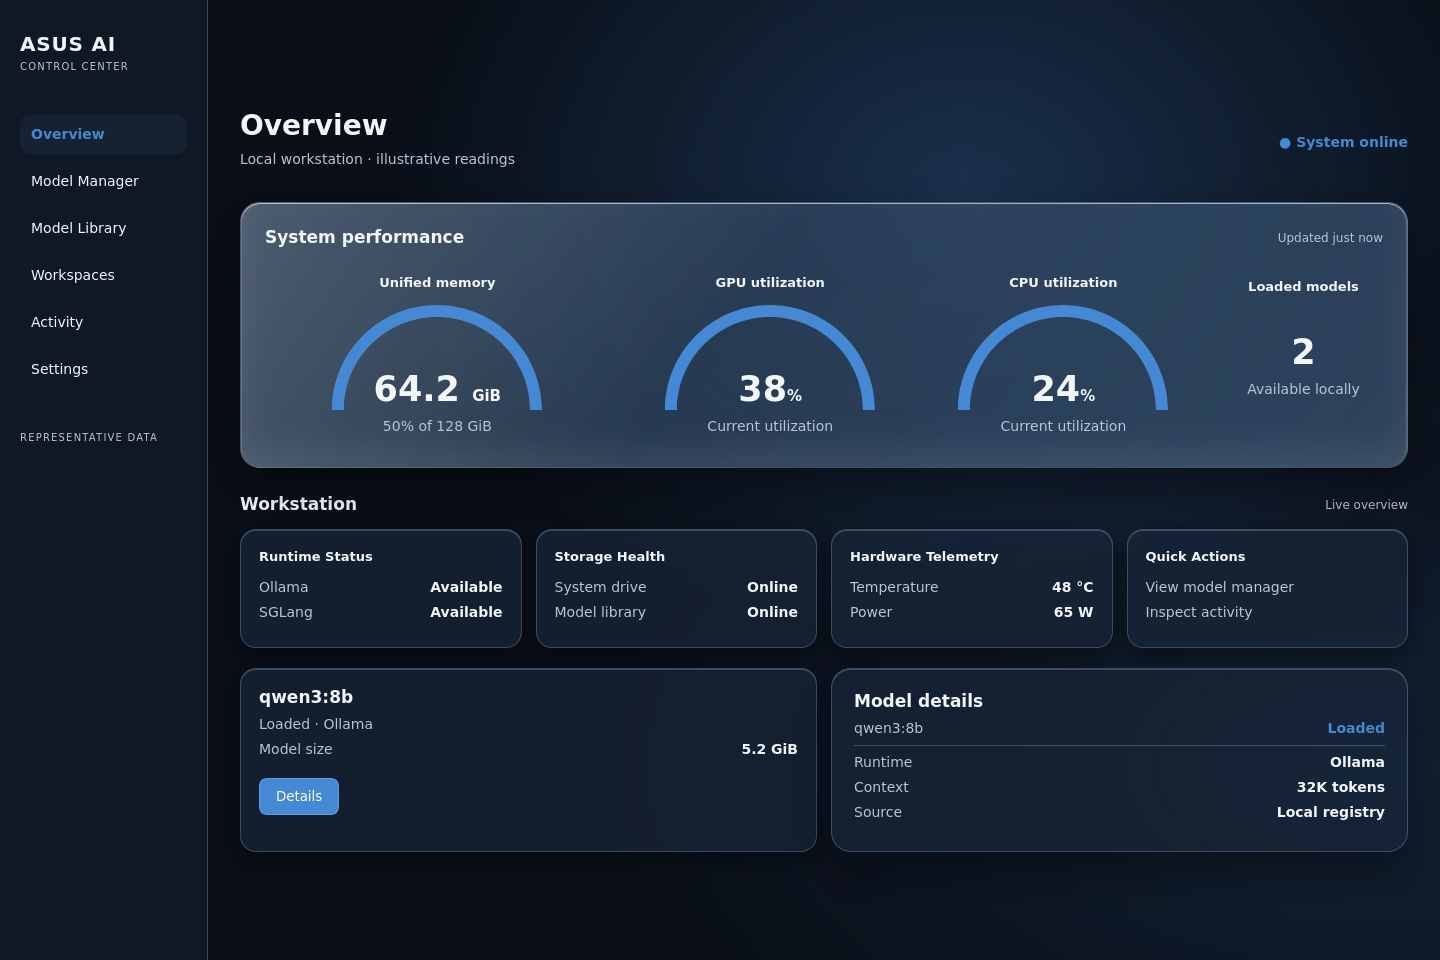 ASUS AI
CONTROL CENTER
Overview
Model Manager
Model Library
Workspaces
Activity
Settings
REPRESENTATIVE DATA
Overview
Local workstation · illustrative readings
● System online
System performance
Updated just now
Unified memory
64.2 GiB
50% of 128 GiB
GPU utilization
38%
Current utilization
CPU utilization
24%
Current utilization
Loaded models
2
Available locally
Workstation
Live overview
Runtime Status
Ollama Available
SGLang Available
Storage Health
System drive Online
Model library Online
Hardware Telemetry
Temperature 48 °C
Power 65 W
Quick Actions
View model manager
Inspect activity
qwen3:8b
Loaded · Ollama
Model size 5.2 GiB
Details
Model details
qwen3:8b Loaded
Runtime Ollama
Context 32K tokens
Source Local registry